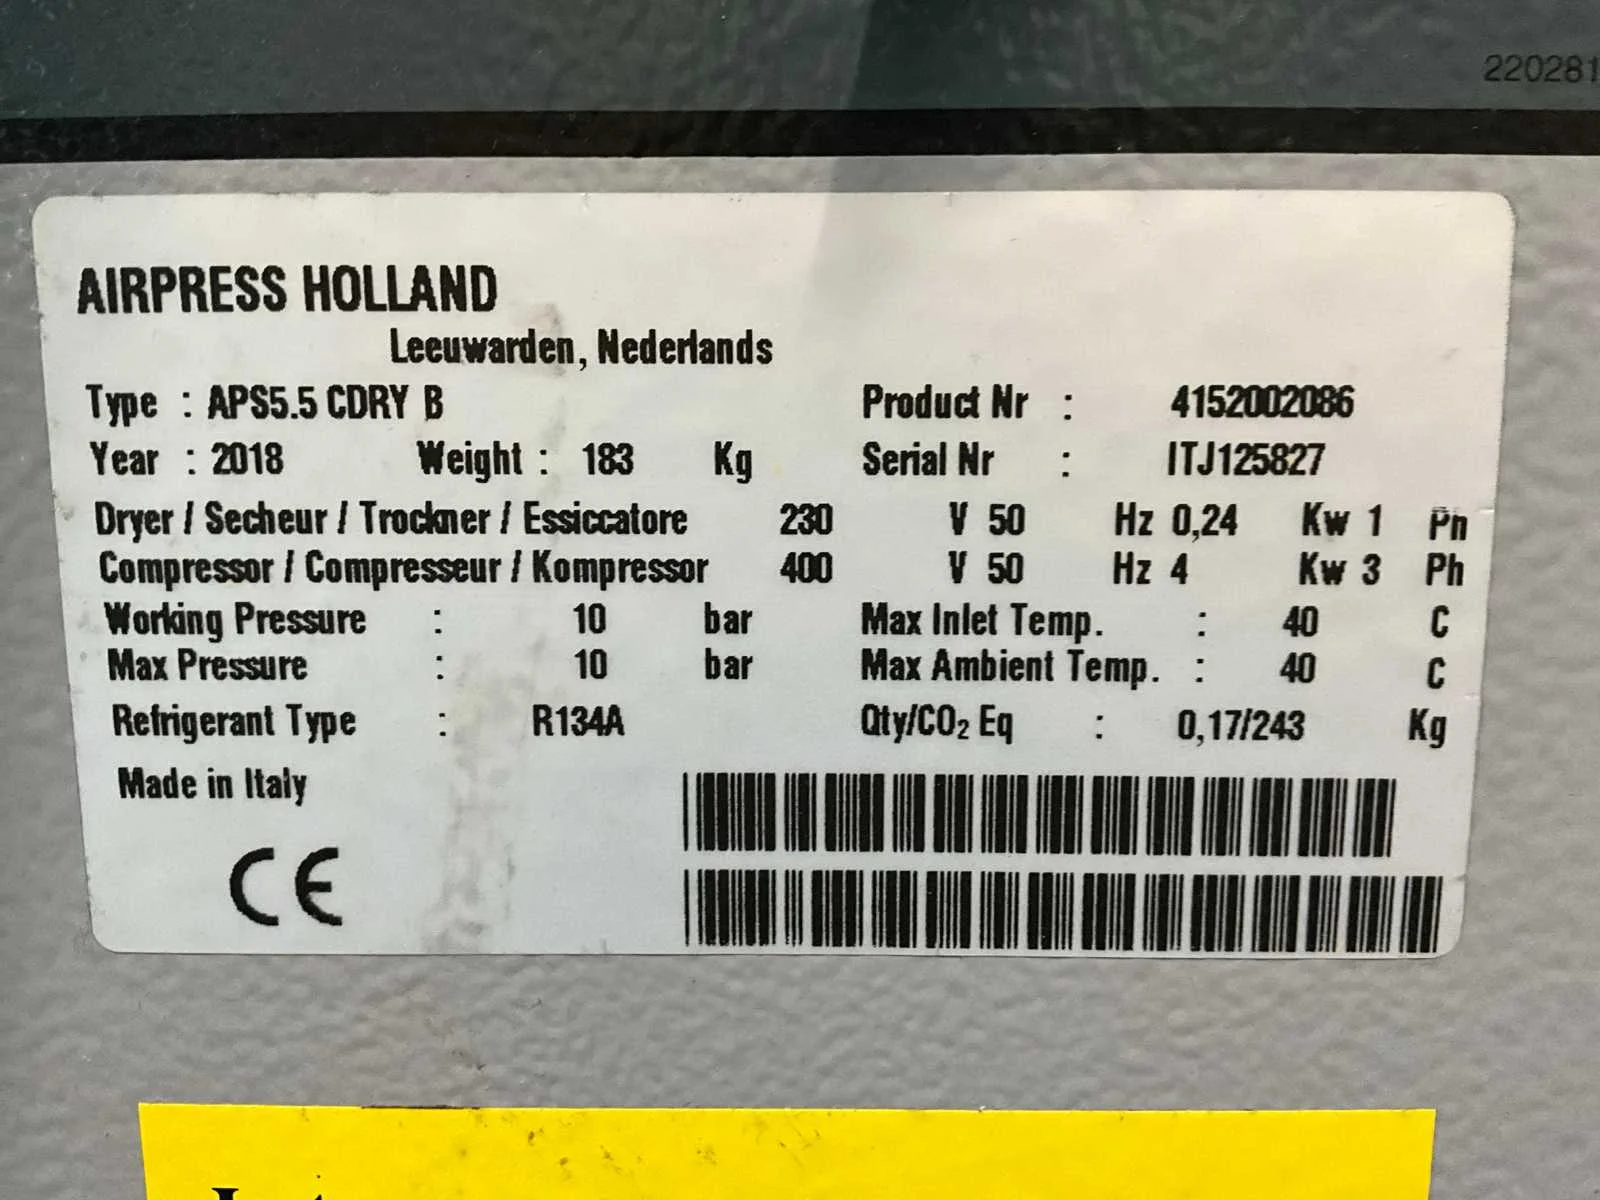 220281
AIRPRESS HOLLAND
Leeuwarden, Nederlands
Type : APS5.5 CDRY B Product Nr : 4152002086
Year : 2018 Weight : 183 Kg Serial Nr : ITJ125827
Dryer / Secheur / Trockner / Essiccatore 230 V 50 Hz 0,24 Kw 1 Ph
Compressor / Compresseur / Kompressor 400 V 50 Hz 4 Kw 3 Ph
Working Pressure : 10 bar Max Inlet Temp. : 40 C
Max Pressure : 10 bar Max Ambient Temp. : 40 C
Refrigerant Type : R134A Qty/CO₂ Eq : 0,17/243 Kg
Made in Italy
CE